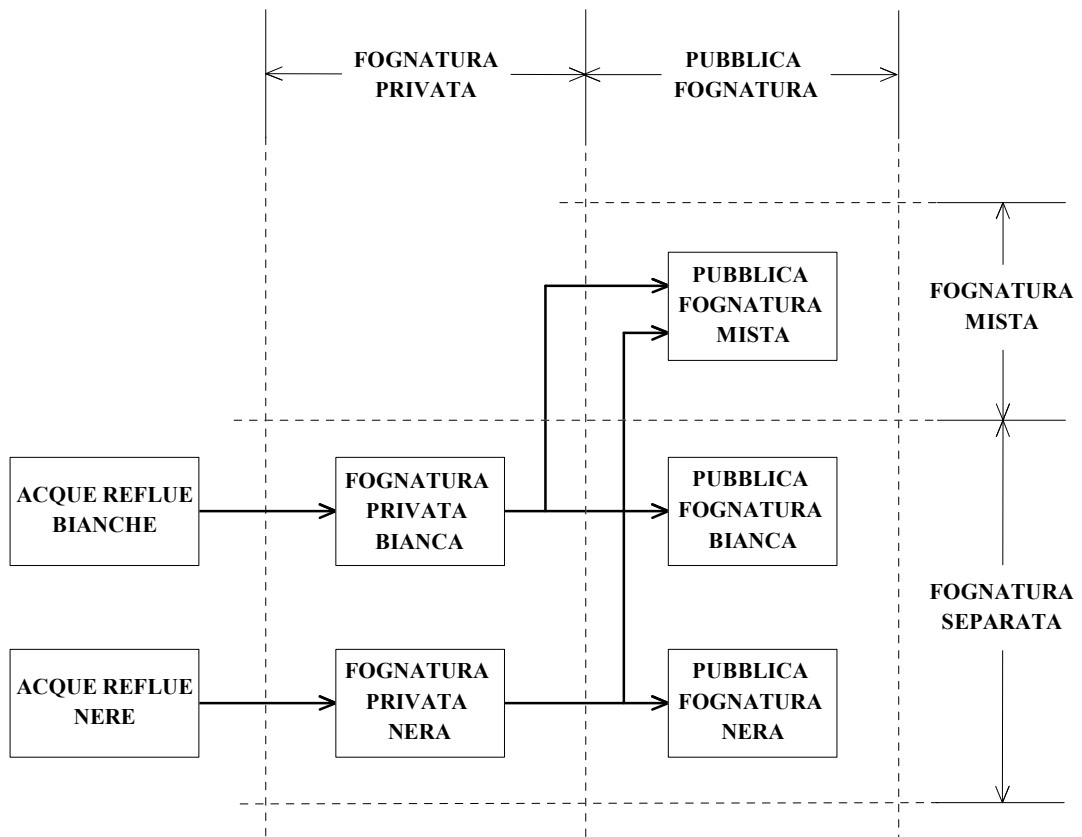 FOGNATURA
PRIVATA
PUBBLICA
FOGNATURA
PUBBLICA
FOGNATURA
MISTA
FOGNATURA
MISTA
ACQUE REFLUE
BIANCHE
FOGNATURA
PRIVATA
BIANCA
PUBBLICA
FOGNATURA
BIANCA
FOGNATURA
SEPARATA
ACQUE REFLUE
NERE
FOGNATURA
PRIVATA
NERA
PUBBLICA
FOGNATURA
NERA